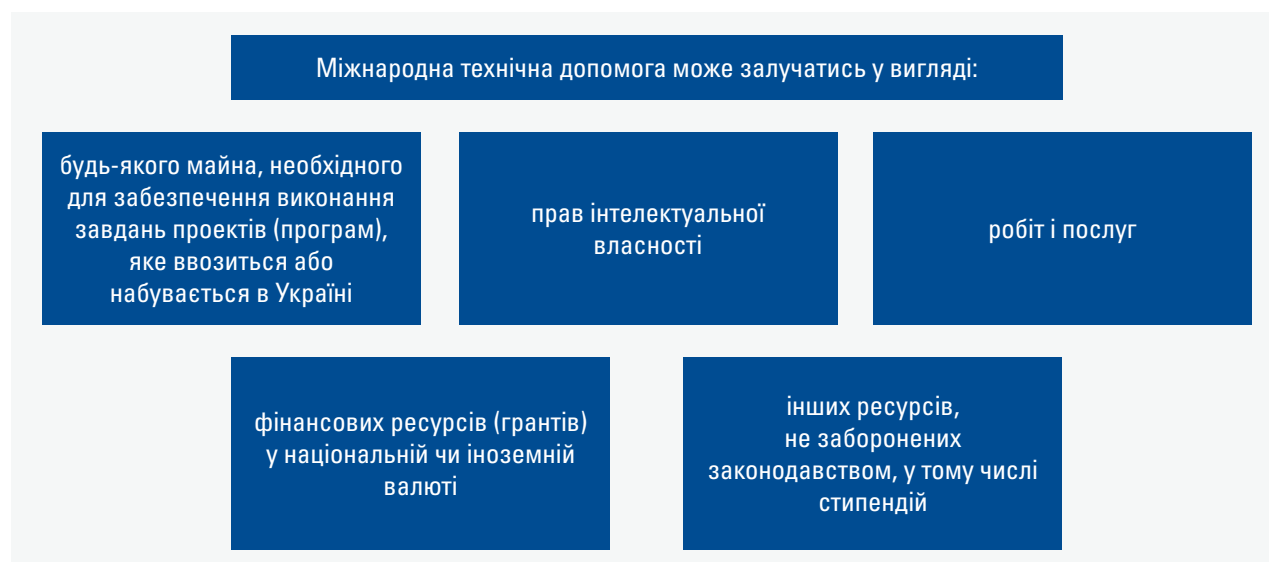 Міжнародна технічна допомога може залучатись у вигляді:
будь-якого майна, необхідного
для забезпечення виконання
завдань проектів (програм),
яке ввозиться або
набувається в Україні
прав інтелектуальної
власності
робіт і послуг
фінансових ресурсів (грантів)
у національній чи іноземній
валюті
інших ресурсів,
не заборонених
законодавством, у тому числі
стипендій